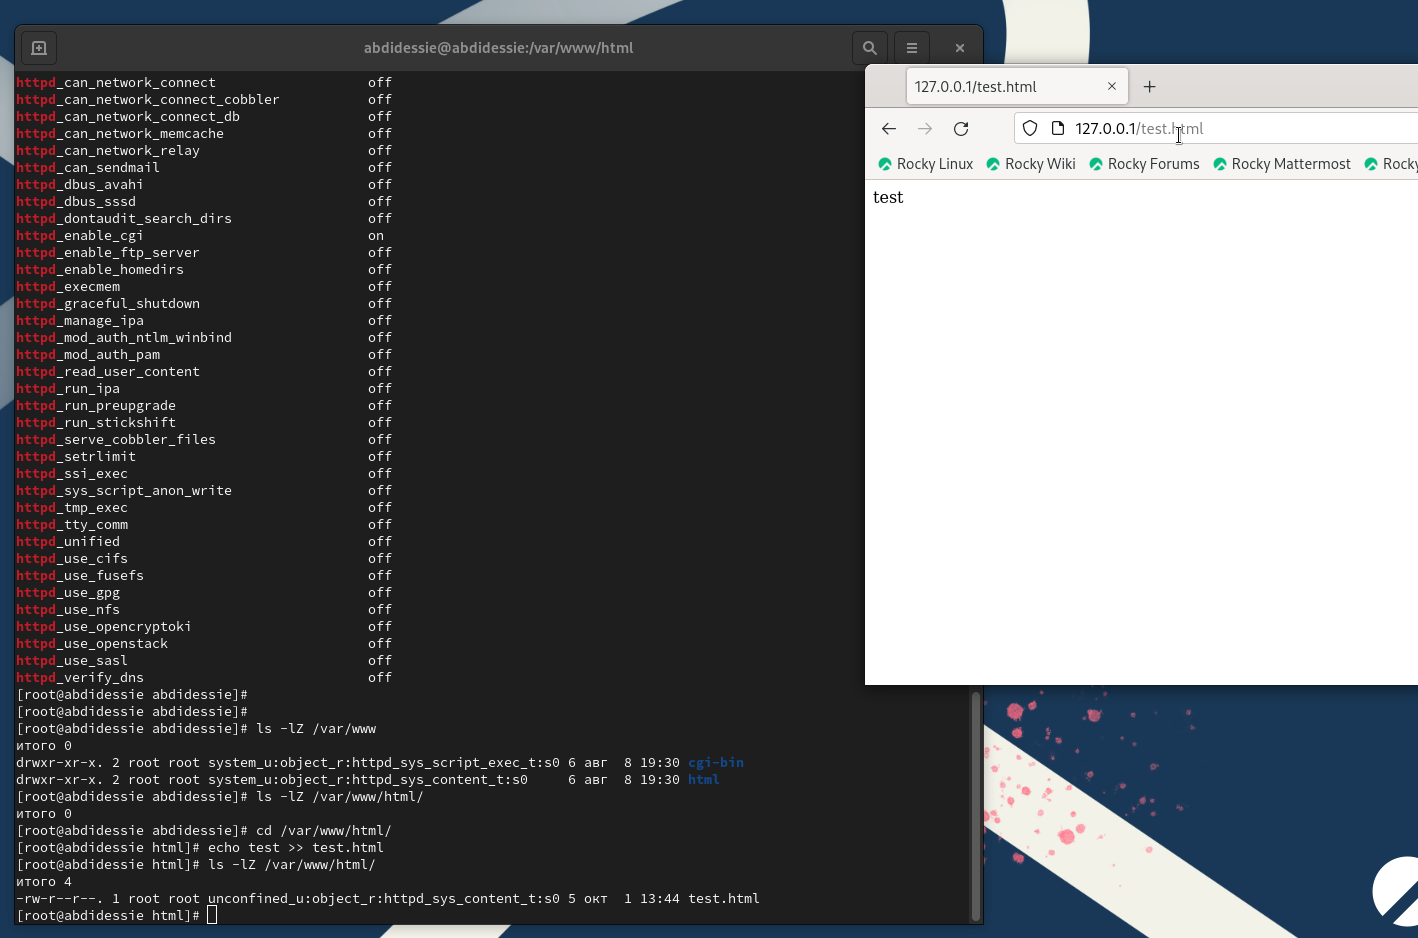 abdidessie@abdidessie:/var/www/html
httpd_can_network_connect off
httpd_can_network_connect_cobbler off
httpd_can_network_connect_db off
httpd_can_network_memcache off
httpd_can_network_relay off
httpd_can_sendmail off
httpd_dbus_avahi off
httpd_dbus_sssd off
httpd_dontaudit_search_dirs off
httpd_enable_cgi on
httpd_enable_ftp_server off
httpd_enable_homedirs off
httpd_execmem off
httpd_graceful_shutdown off
httpd_manage_ipa off
httpd_mod_auth_ntlm_winbind off
httpd_mod_auth_pam off
httpd_read_user_content off
httpd_run_ipa off
httpd_run_preupgrade off
httpd_run_stickshift off
httpd_serve_cobbler_files off
httpd_setrlimit off
httpd_ssi_exec off
httpd_sys_script_anon_write off
httpd_tmp_exec off
httpd_tty_comm off
httpd_unified off
httpd_use_cifs off
httpd_use_fusefs off
httpd_use_gpg off
httpd_use_nfs off
httpd_use_opencryptoki off
httpd_use_openstack off
httpd_use_sasl off
httpd_verify_dns off
[root@abdidessie abdidessie]#
[root@abdidessie abdidessie]#
[root@abdidessie abdidessie]# ls -lZ /var/www
итого 0
drwxr-xr-x. 2 root root system_u:object_r:httpd_sys_script_exec_t:s0 6 авг 8 19:30 cgi-bin
drwxr-xr-x. 2 root root system_u:object_r:httpd_sys_content_t:s0 6 авг 8 19:30 html
[root@abdidessie abdidessie]# ls -lZ /var/www/html/
итого 0
[root@abdidessie abdidessie]# cd /var/www/html/
[root@abdidessie html]# echo test >> test.html
[root@abdidessie html]# ls -lZ /var/www/html/
итого 4
-rw-r--r--. 1 root root unconfined_u:object_r:httpd_sys_content_t:s0 5 окт 1 13:44 test.html
[root@abdidessie html]#
127.0.0.1/test.html
127.0.0.1/test.html
Rocky Linux Rocky Wiki Rocky Forums Rocky Mattermost Rocky
test